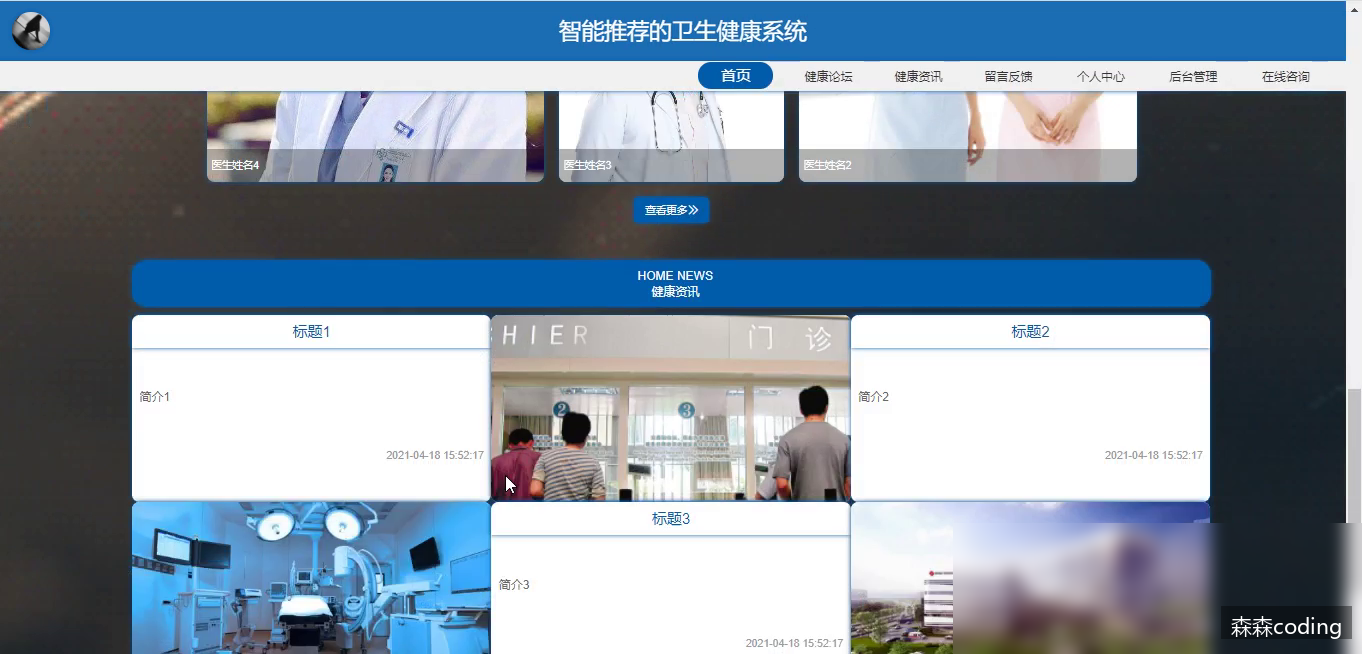 智能推荐的卫生健康系统
首页 健康论坛 健康资讯 留言反馈 个人中心 后台管理 在线咨询
医生姓名4 医生姓名3 医生姓名2
查看更多
HOME NEWS
健康资讯
标题1
简介1
2021-04-18 15:52:17
HIER 门诊
2 3
标题2
简介2
2021-04-18 15:52:17
标题3
简介3
2021-04-18 15:52:17
森森coding